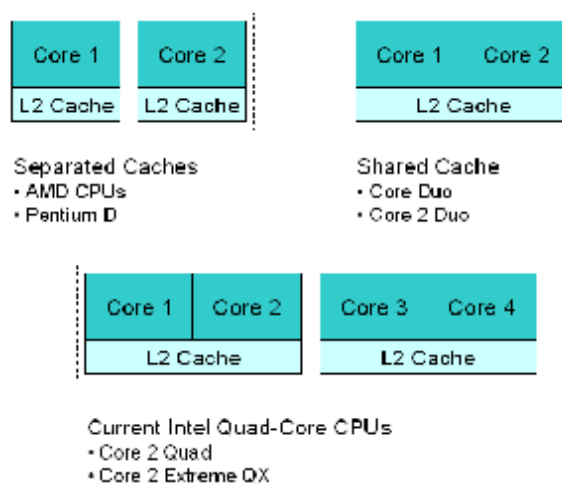 Core 1 Core 2 Core 1 Core 2
L2 Cache L2 Cache L2 Cache
Separated Caches
• AMD CPUs
• Pentium D
Shared Cache
• Core Duo
• Core 2 Duo
Core 1 Core 2 Core 3 Core 4
L2 Cache L2 Cache
Current Intel Quad-Core CPUs
• Core 2 Quad
• Core 2 Extreme QX